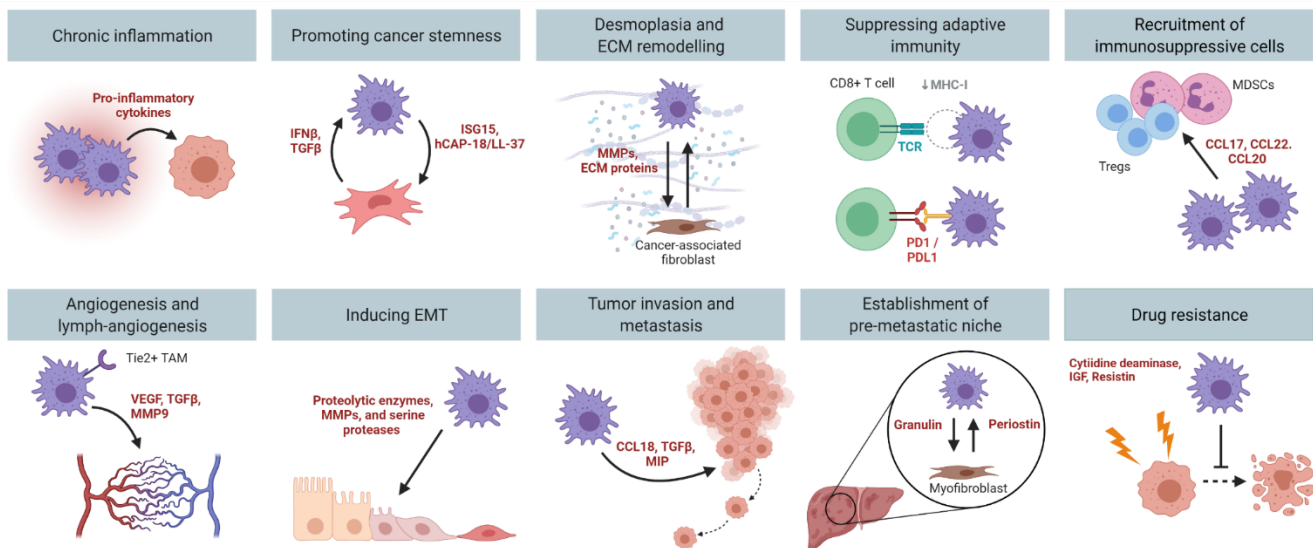 Chronic inflammation
Pro-inflammatory
cytokines
Promoting cancer stemness
IFNβ,
TGFβ
ISG15,
hCAP-18/LL-37
Desmoplasia and
ECM remodelling
MMPs,
ECM proteins
Cancer-associated
fibroblast
Suppressing adaptive
immunity
CD8+ T cell
↓MHC-I
TCR
PD1 /
PDL1
Recruitment of
immunosuppressive cells
MDSCs
Tregs
CCL17, CCL22.
CCL20
Angiogenesis and
lymph-angiogenesis
Tie2+ TAM
VEGF, TGFβ,
MMP9
Inducing EMT
Proteolytic enzymes,
MMPs, and serine
proteases
Tumor invasion and
metastasis
CCL18, TGFβ,
MIP
Establishment of
pre-metastatic niche
Granulin
Periostin
Myofibroblast
Drug resistance
Cytiidine deaminase,
IGF, Resistin